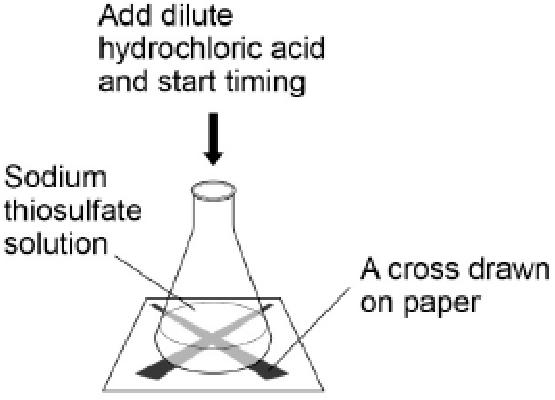 Add dilute
hydrochloric acid
and start timing
Sodium
thiosulfate
solution
A cross drawn
on paper